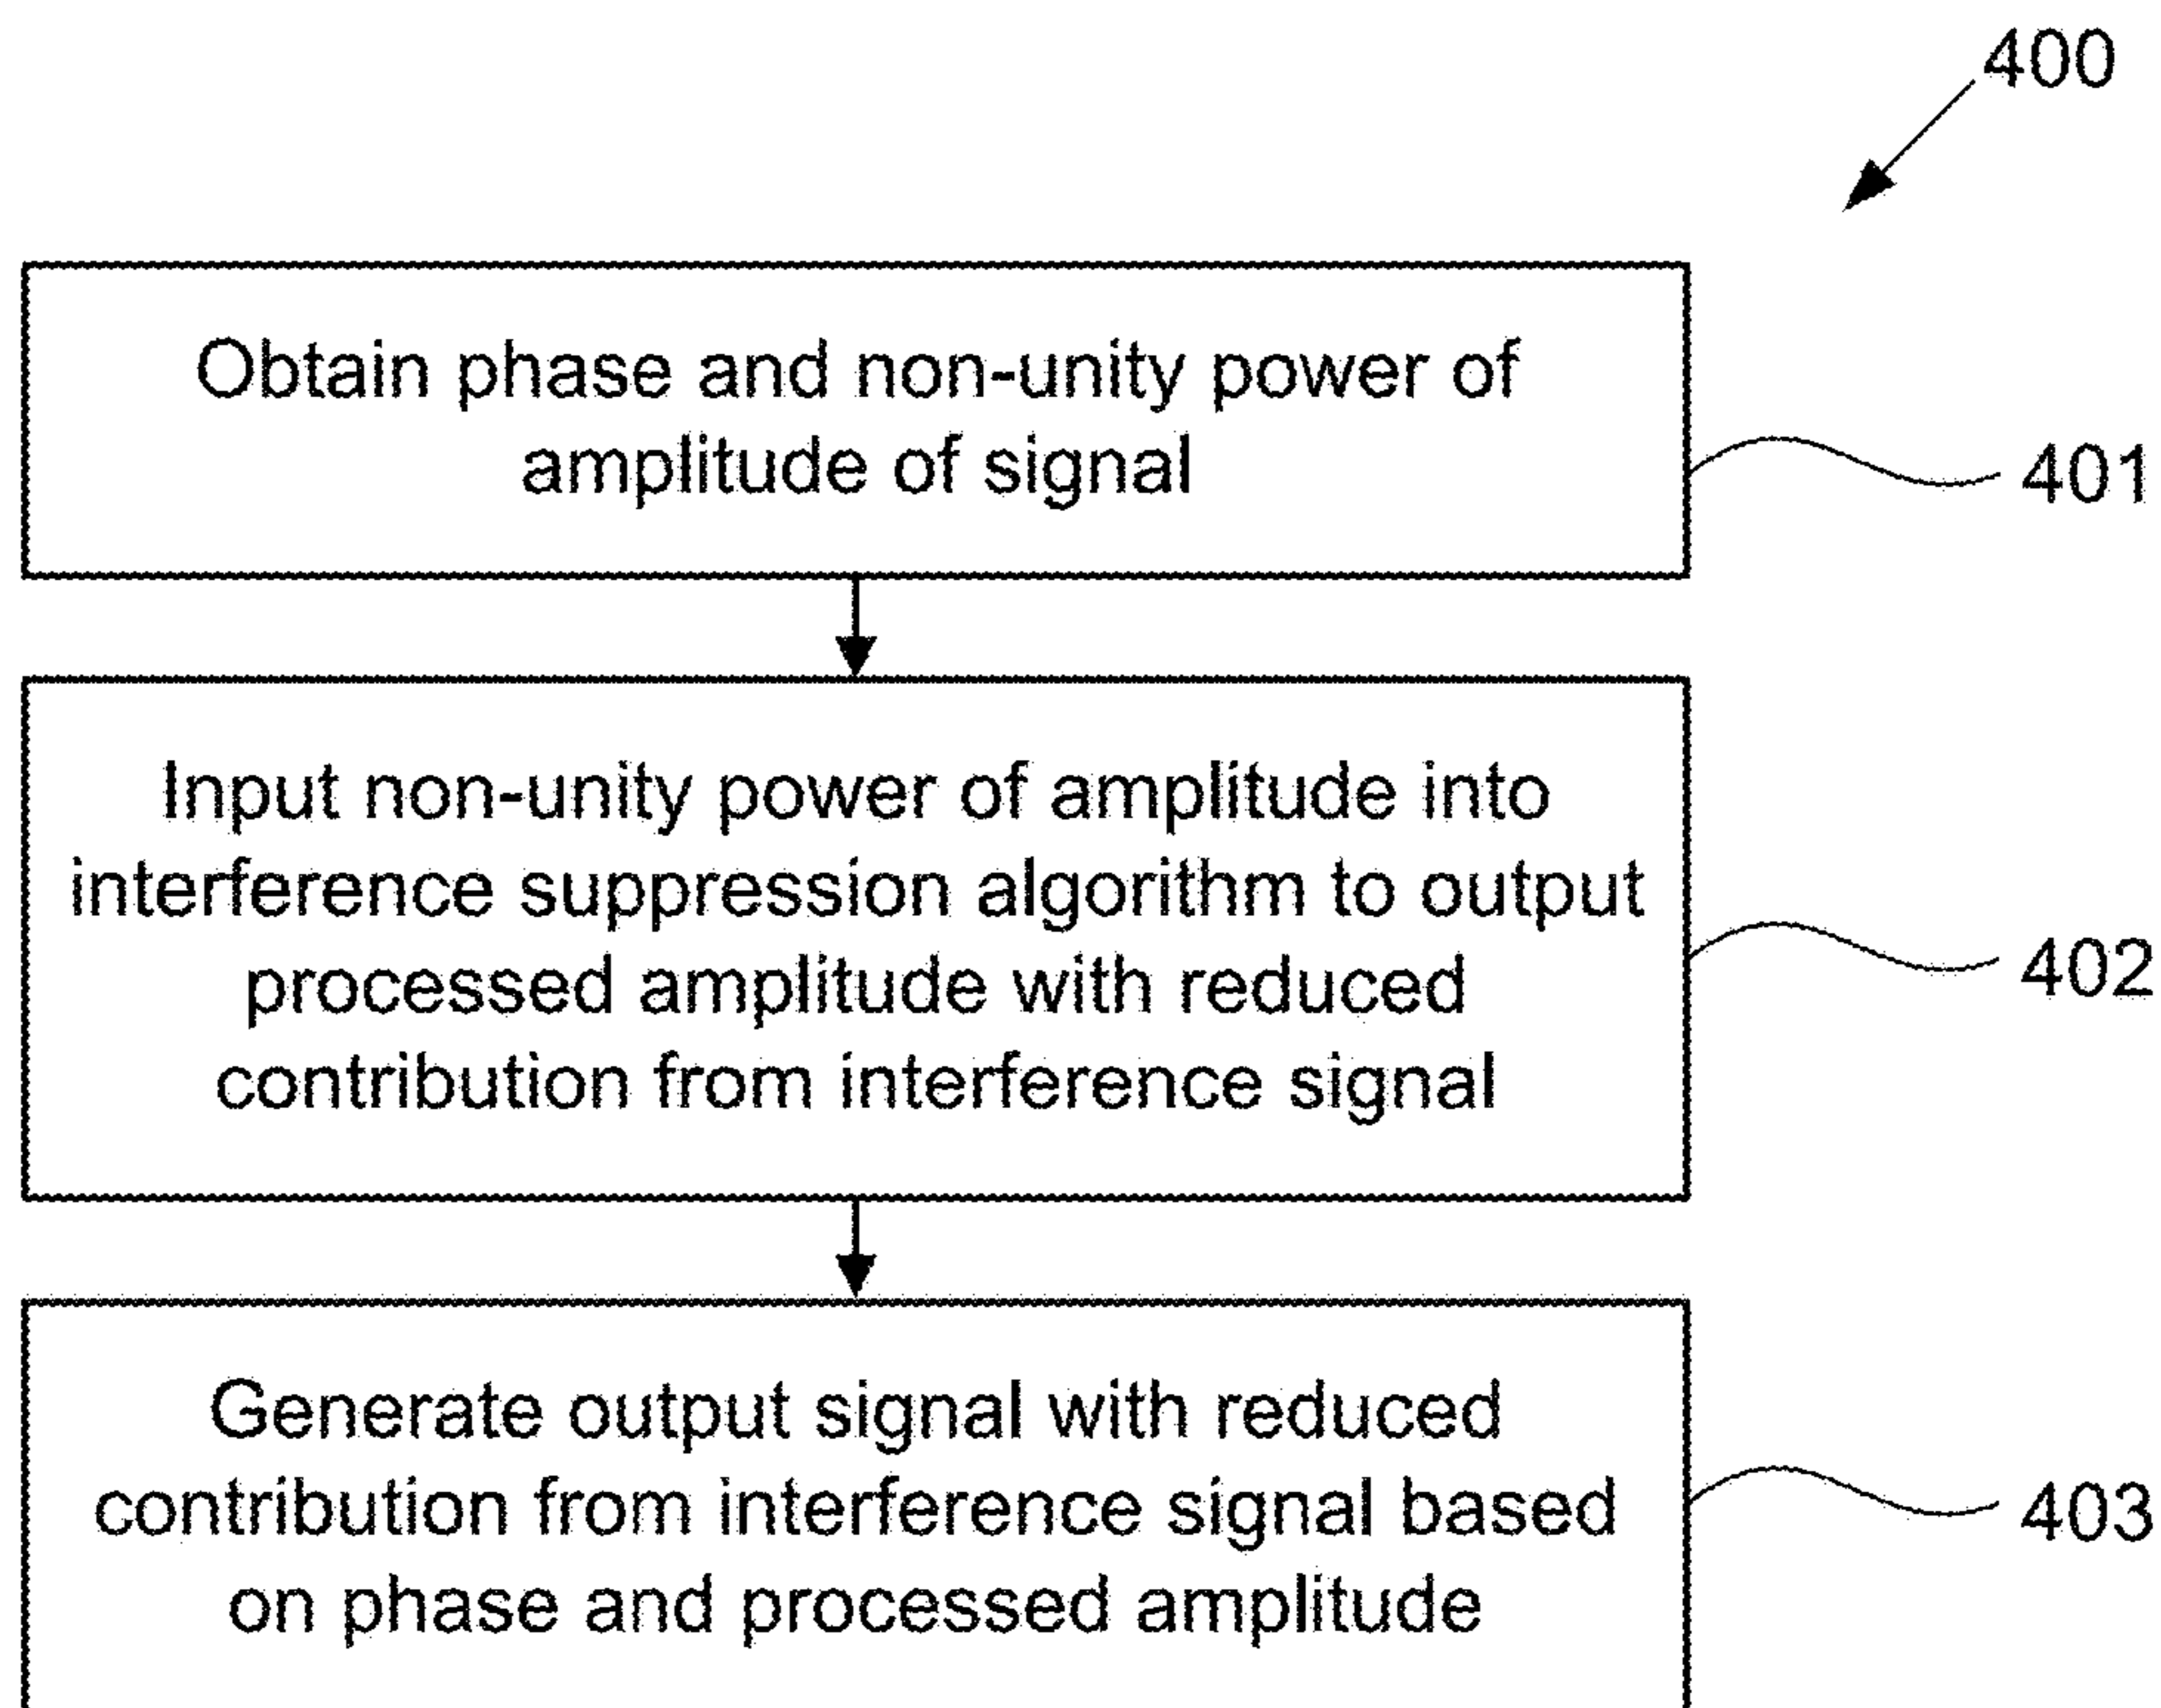 400
Obtain phase and non-unity power of
amplitude of signal
401
Input non-unity power of amplitude into
interference suppression algorithm to output
processed amplitude with reduced
contribution from interference signal
402
Generate output signal with reduced
contribution from interference signal based
on phase and processed amplitude
403